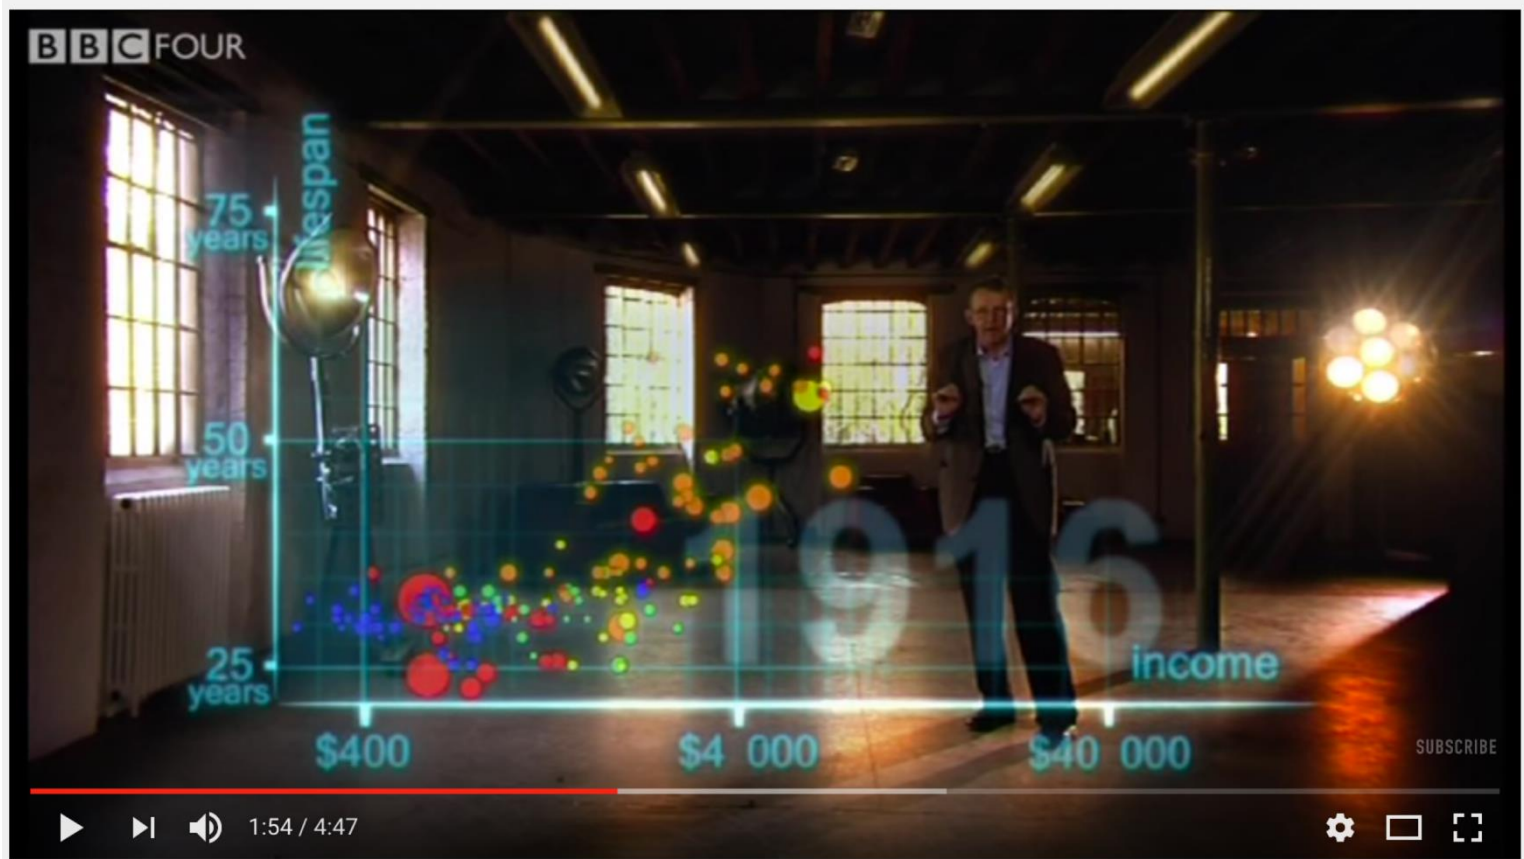 BBC FOUR
lifespan
75
years
50
years
25
years
1916
income
$400
$4 000
$40 000
SUBSCRIBE
1:54 / 4:47